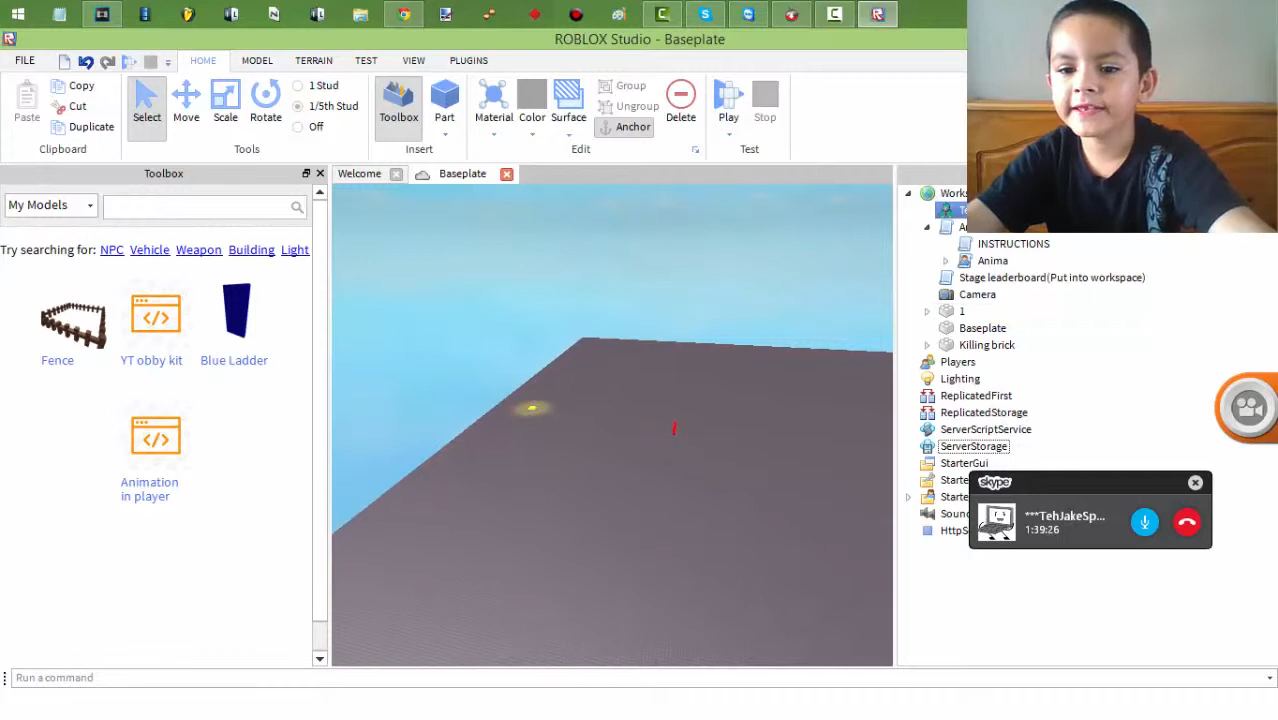 ROBLOX Studio - Baseplate
FILE HOME MODEL TERRAIN TEST INSERT VIEW PLUGINS
Paste
Copy
Cut
Duplicate
Clipboard
Select Move Scale Rotate
1 Stud
1/5th Stud
Off
Tools
Toolbox Part
Insert
Material Color Surface
Group
Ungroup
Anchor
Delete
Edit
Play Stop
Test
Toolbox
Welcome
Baseplate
My Models
Try searching for: NPC Vehicle Weapon Building Light
Fence
YT obby kit
Blue Ladder
Animation
in player
INSTRUCTIONS
Anima
Stage leaderboard(Put into workspace)
Camera
1
Baseplate
Killing brick
Players
Lighting
ReplicatedFirst
ReplicatedStorage
ServerScriptService
ServerStorage
StarterGui
skype
***TehJakeSp...
1:39:26
Run a command